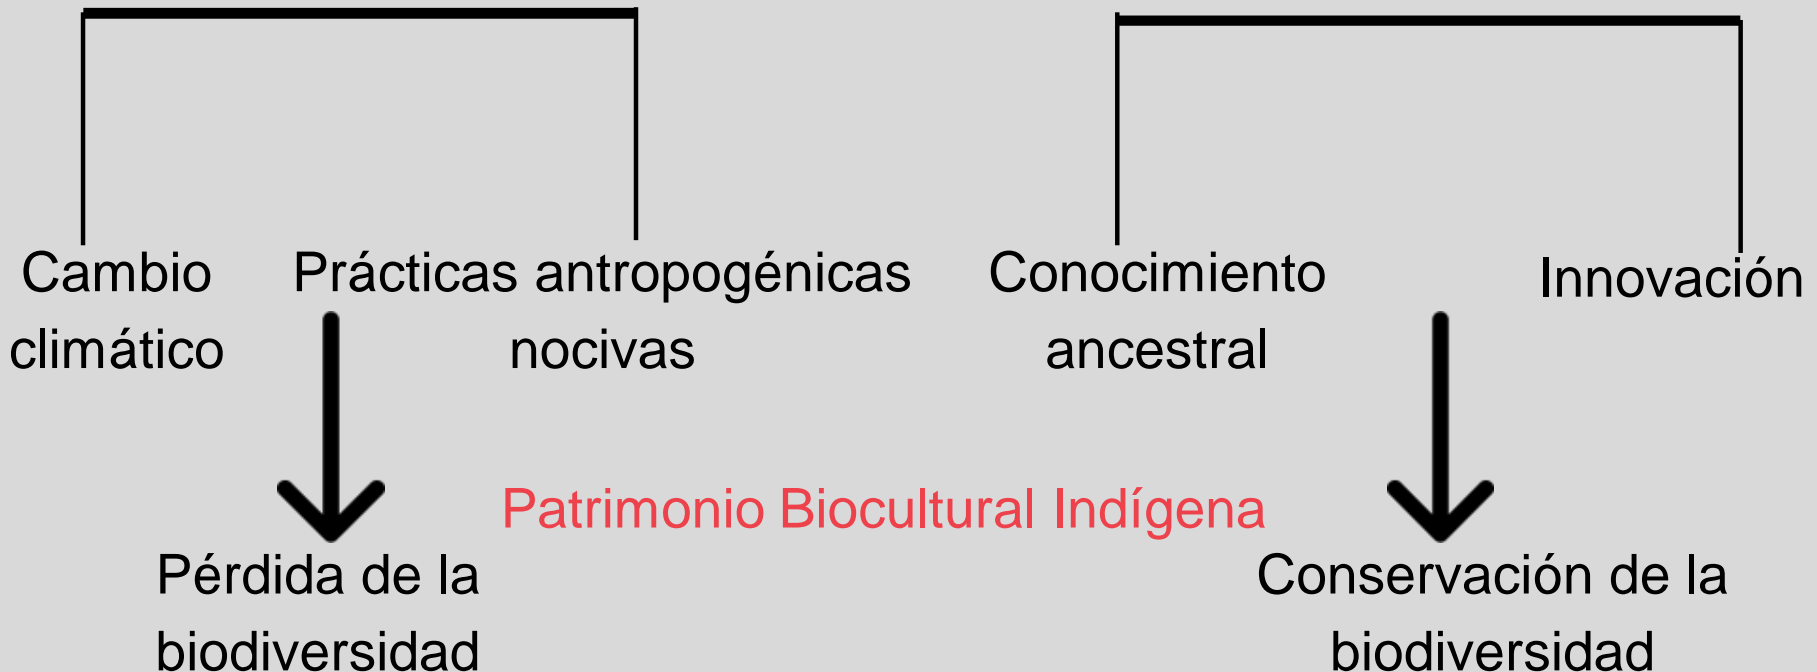 Cambio
climático
Prácticas antropogénicas
nocivas
Conocimiento
ancestral
Innovación
Patrimonio Biocultural Indígena
Pérdida de la
biodiversidad
Conservación de la
biodiversidad